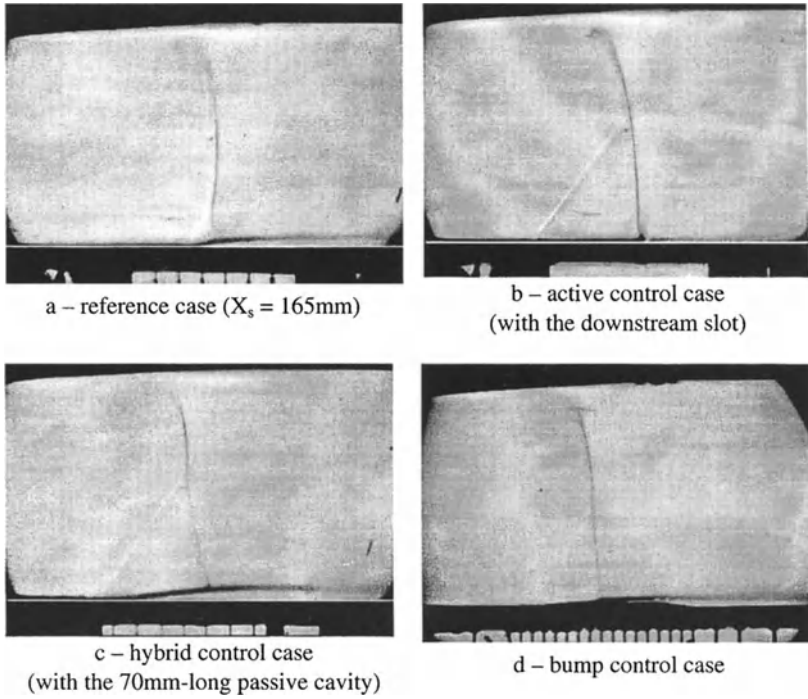 a – reference case (Xₛ = 165mm)
b – active control case
(with the downstream slot)
c – hybrid control case
(with the 70mm-long passive cavity)
d – bump control case